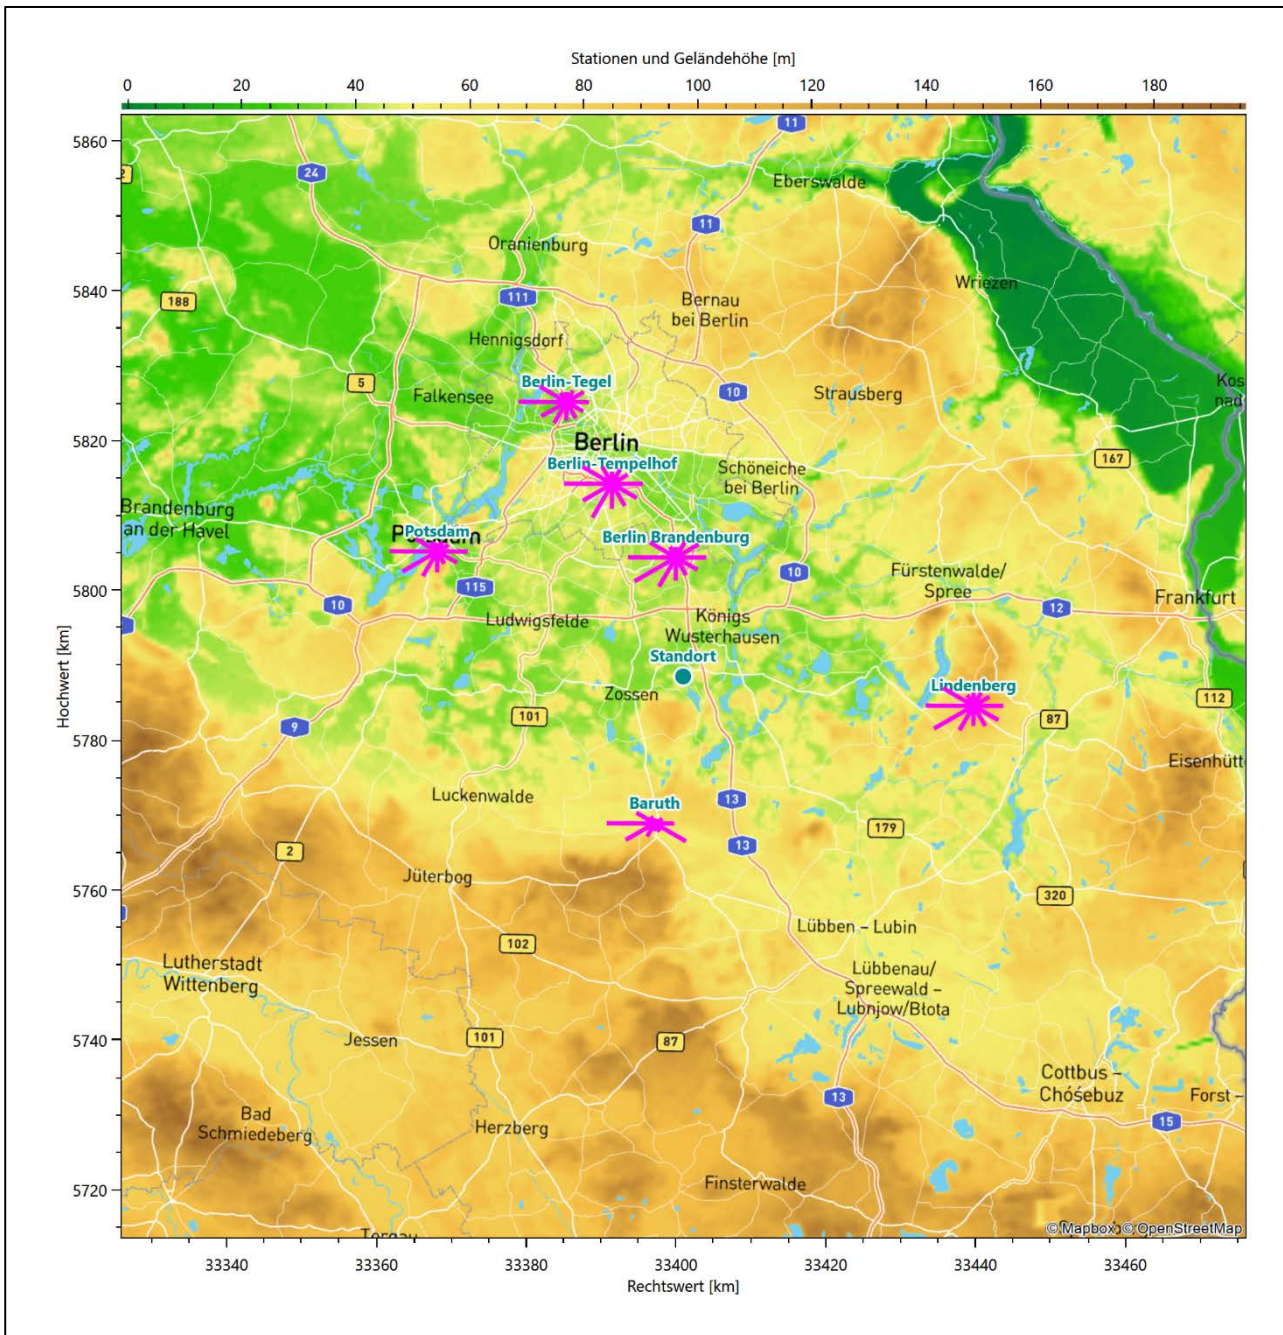 Stationen und Geländehöhe [m]
0 20 40 60 80 100 120 140 160 180
5860
11
24
Eberswalde
11
Oranienburg
5840
Wriezen
111
188
Bernau
bei Berlin
Hennigsdorf
Berlin-Tegel
5
10
Falkensee
Strausberg
5820
Berlin
Berlin-Tempelhof
167
Schöneiche
bei Berlin
Brandenburg
an der Havel
Potsdam
Berlin Brandenburg
10
5800
115
Fürstenwalde/
Spree
10
12
Frankfurt
Ludwigsfelde
Königs
Wusterhausen
Standort
Zossen
Lindenberg
112
Hochwert [km]
9
101
87
5780
Eisenhütt
Luckenwalde
13
Baruth
179
13
2
Jüterbog
5760
320
102
Lübben – Lubin
Lutherstadt
Wittenberg
Lübbenau/
Spreewald –
Lubnjow/Błota
5740
Jessen
101
87
Cottbus –
Chóśebuz
13
Forst –
Bad
Schmiedeberg
Herzberg
15
5720
Finsterwalde
Torgau
© Mapbox © OpenStreetMap
33340 33360 33380 33400 33420 33440 33460
Rechtswert [km]